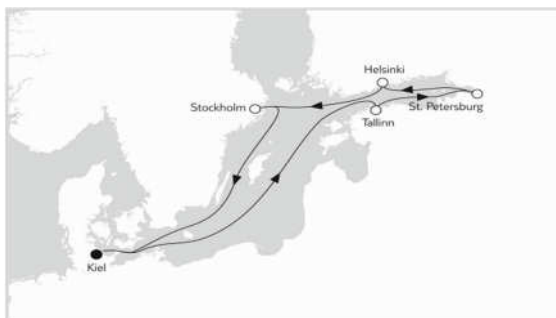 Helsinki
Stockholm
St. Petersburg
Tallinn
Kiel